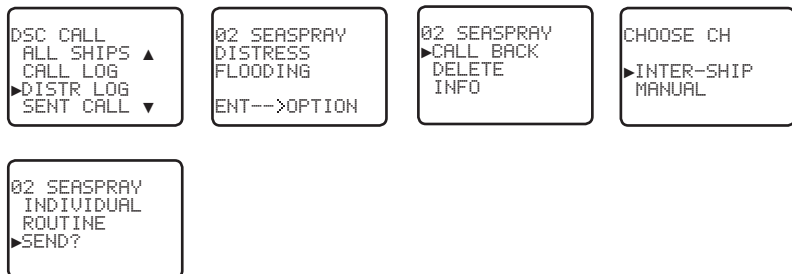 DSC CALL
ALL SHIPS ▲
CALL LOG
►DISTR LOG
SENT CALL ▼
02 SEASPRAY
DISTRESS
FLOODING
ENT-->OPTION
02 SEASPRAY
►CALL BACK
DELETE
INFO
CHOOSE CH
►INTER-SHIP
MANUAL
02 SEASPRAY
INDIVIDUAL
ROUTINE
►SEND?